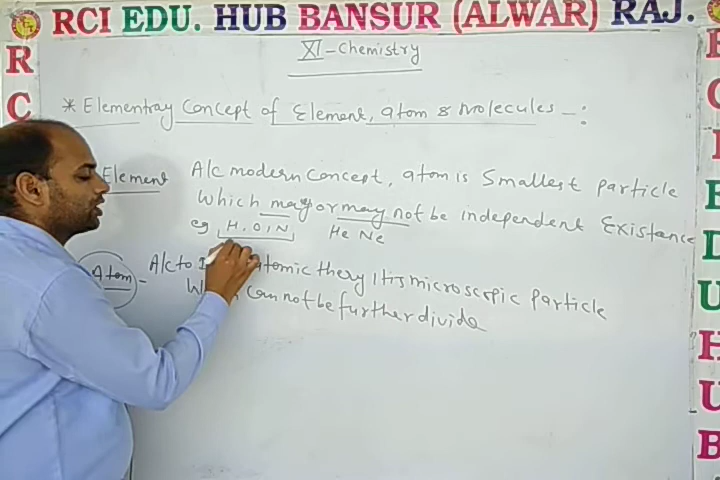 RCI EDU. HUB BANSUR (ALWAR) RAJ.
XI - Chemistry
* Elementray Concept of Element, atom & Molecules -:
Element A/c modern concept, atom is Smallest Particle
Which may or may not be independent Existance
eg H, O, N He Ne
Atom - A/c to atomic thery it is microscopic Particle
can not be further divide
R
C
E
D
U
H
U
B